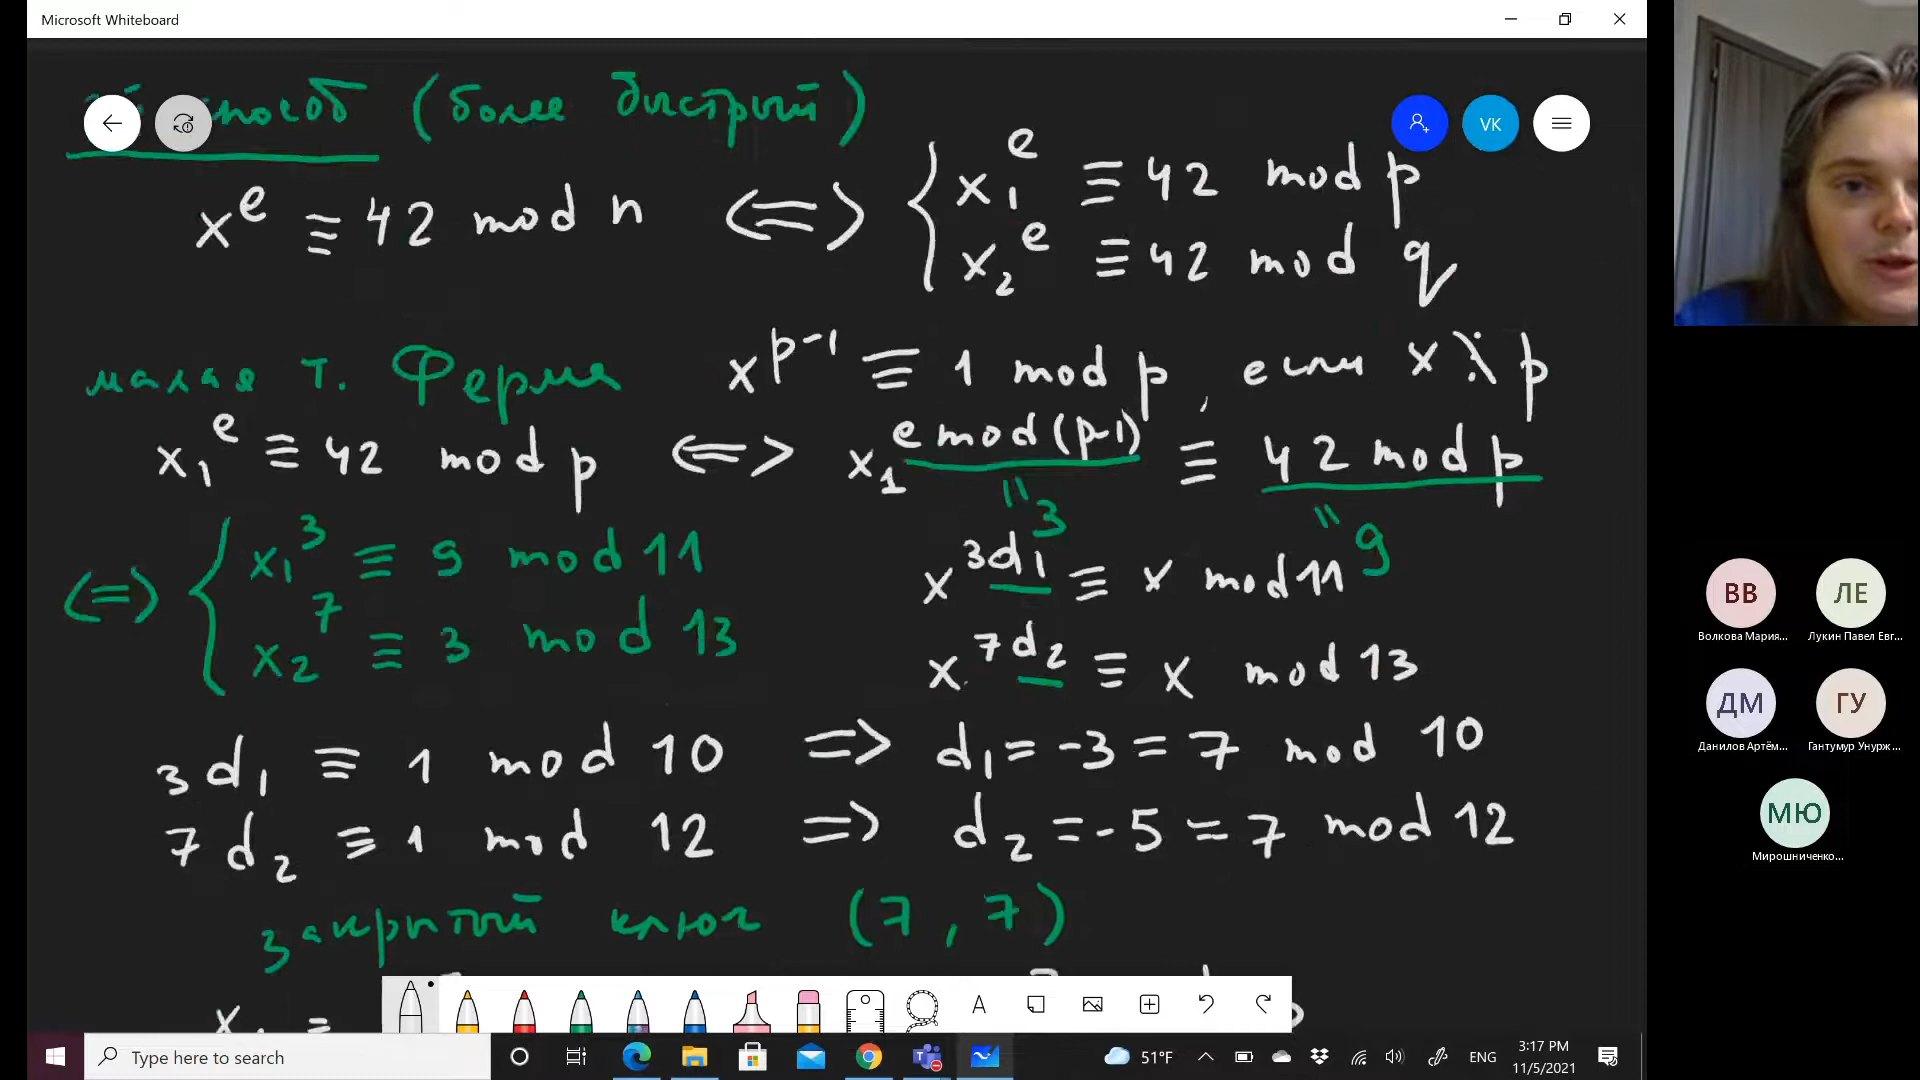 Microsoft Whiteboard
способ (более быстрый)
x^e ≡ 42 mod n <=> { x₁^e ≡ 42 mod p
x₂^e ≡ 42 mod q
VK
малая т. Ферма x^(p-1) ≡ 1 mod p, если x ⋮̸ p
x₁^e ≡ 42 mod p <=> x₁^(e mod (p-1)) ≡ 42 mod p
= 3 = 9
<=> { x₁^3 ≡ 9 mod 11
x₂^7 ≡ 3 mod 13
x^(3d₁) ≡ x mod 11
x^(7d₂) ≡ x mod 13
3d₁ ≡ 1 mod 10 => d₁ = -3 = 7 mod 10
7d₂ ≡ 1 mod 12 => d₂ = -5 = 7 mod 12
закрытый ключ (7, 7)
ВВ
Волкова Мария...
ЛЕ
Лукин Павел Евг...
ДМ
Данилов Артём...
ГУ
Гантумур Унурж...
МЮ
Мирошниченко...
Type here to search
51°F
ENG
3:17 PM
11/5/2021